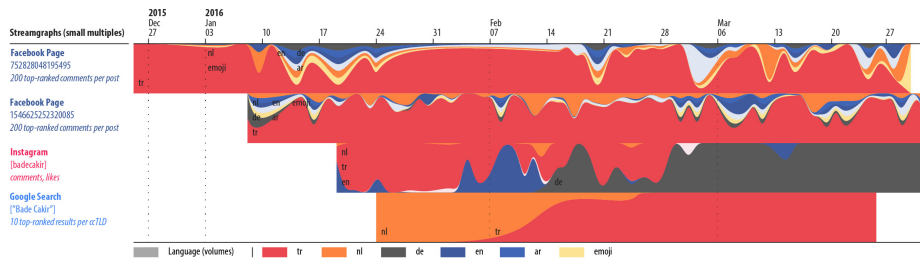 2015 2016
Dec Jan Feb Mar
Streamgraphs (small multiples) 27 03 10 17 24 31 07 14 21 28 06 13 20 27
Facebook Page
752828048195495
200 top-ranked comments per post
nl en de
emoji ar
tr
Facebook Page
1546625252320085
200 top-ranked comments per post
nl en emoji
de ar
tr
Instagram
[badecakir]
comments, likes
nl
tr
en de
Google Search
["Bade Cakir"]
10 top-ranked results per ccTLD
nl tr
Language (volumes) tr nl de en ar emoji